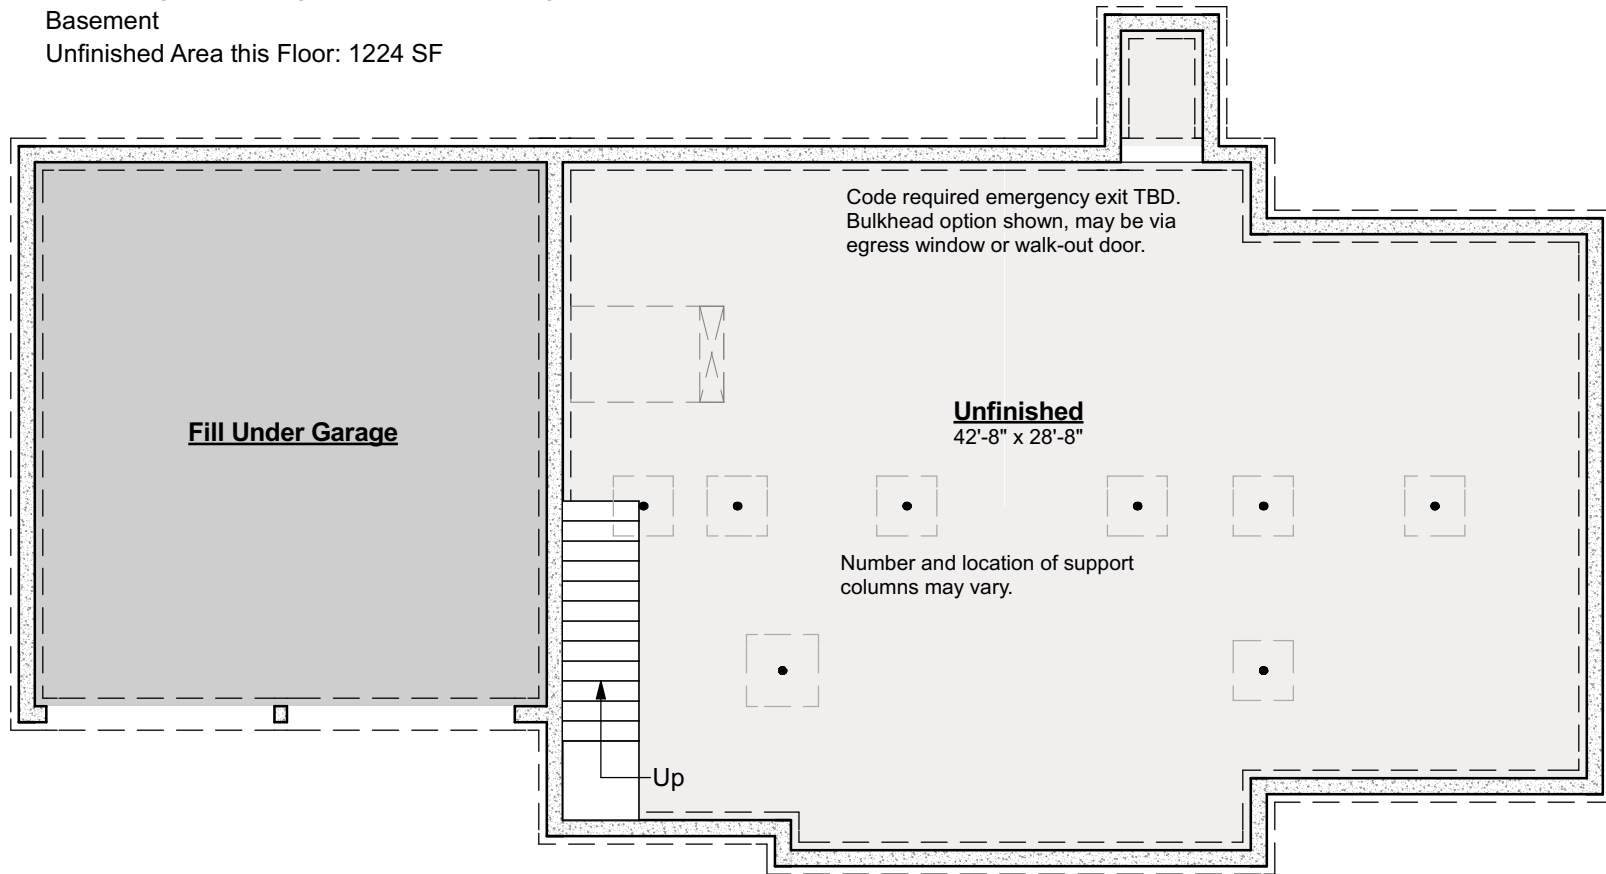 Basement
Unfinished Area this Floor: 1224 SF
Code required emergency exit TBD.
Bulkhead option shown, may be via
egress window or walk-out door.
Fill Under Garage
Unfinished
42'-8" x 28'-8"
Number and location of support
columns may vary.
Up